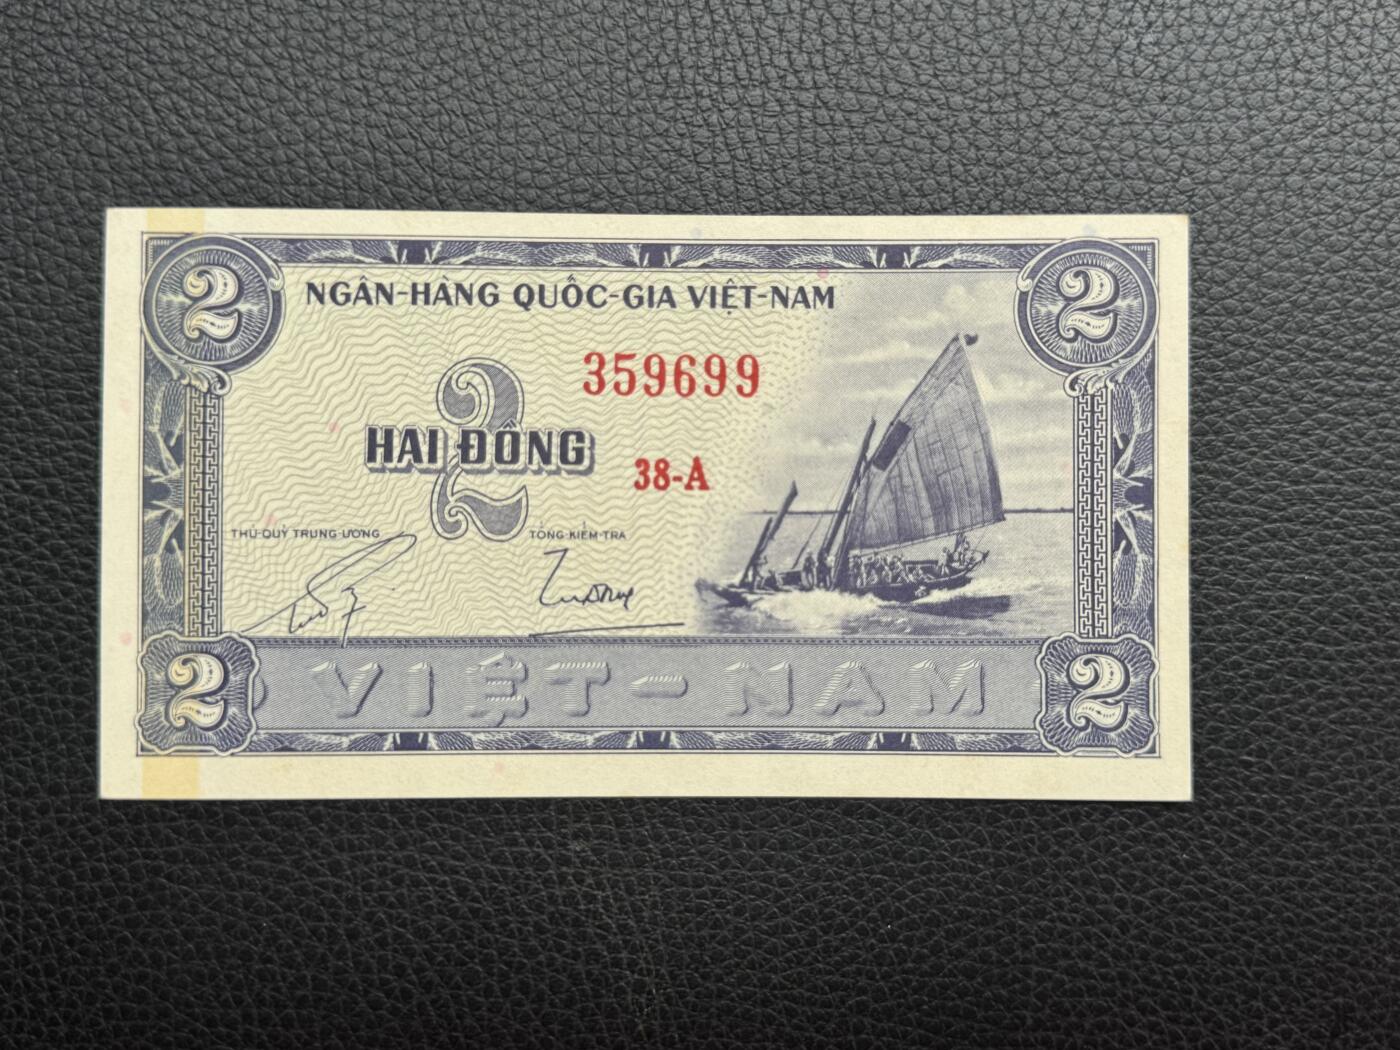 2 2
NGÂN-HÀNG QUỐC-GIA VIỆT-NAM
359699
2
HAI ĐỒNG
38-A
THỦ-QUỸ TRUNG-ƯƠNG TỔNG-KIỂM-TRA
2 VIỆT-NAM 2